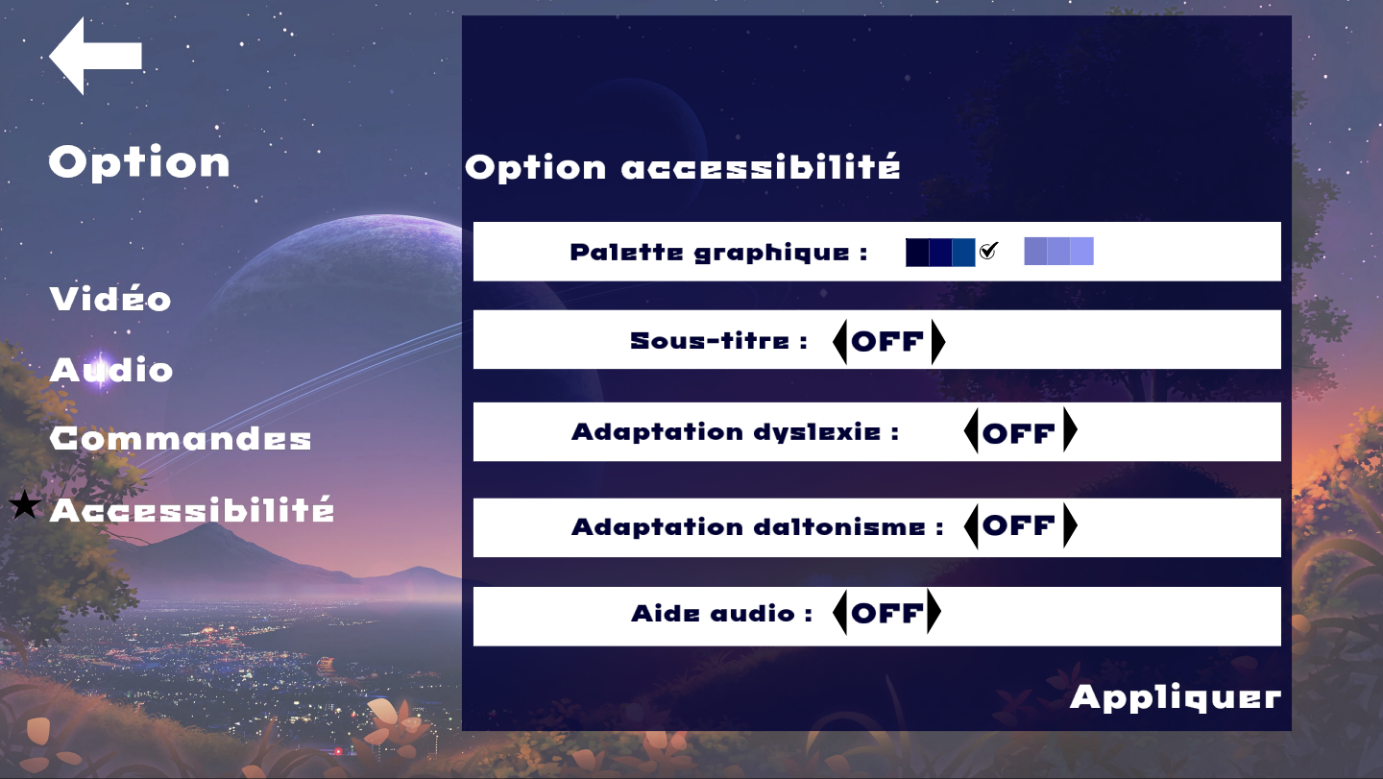 Option
Vidéo
Audio
Commandes
Accessibilité
Option accessibilité
Palette graphique :
Sous-titre : OFF
Adaptation dyslexie : OFF
Adaptation daltonisme : OFF
Aide audio : OFF
Appliquer